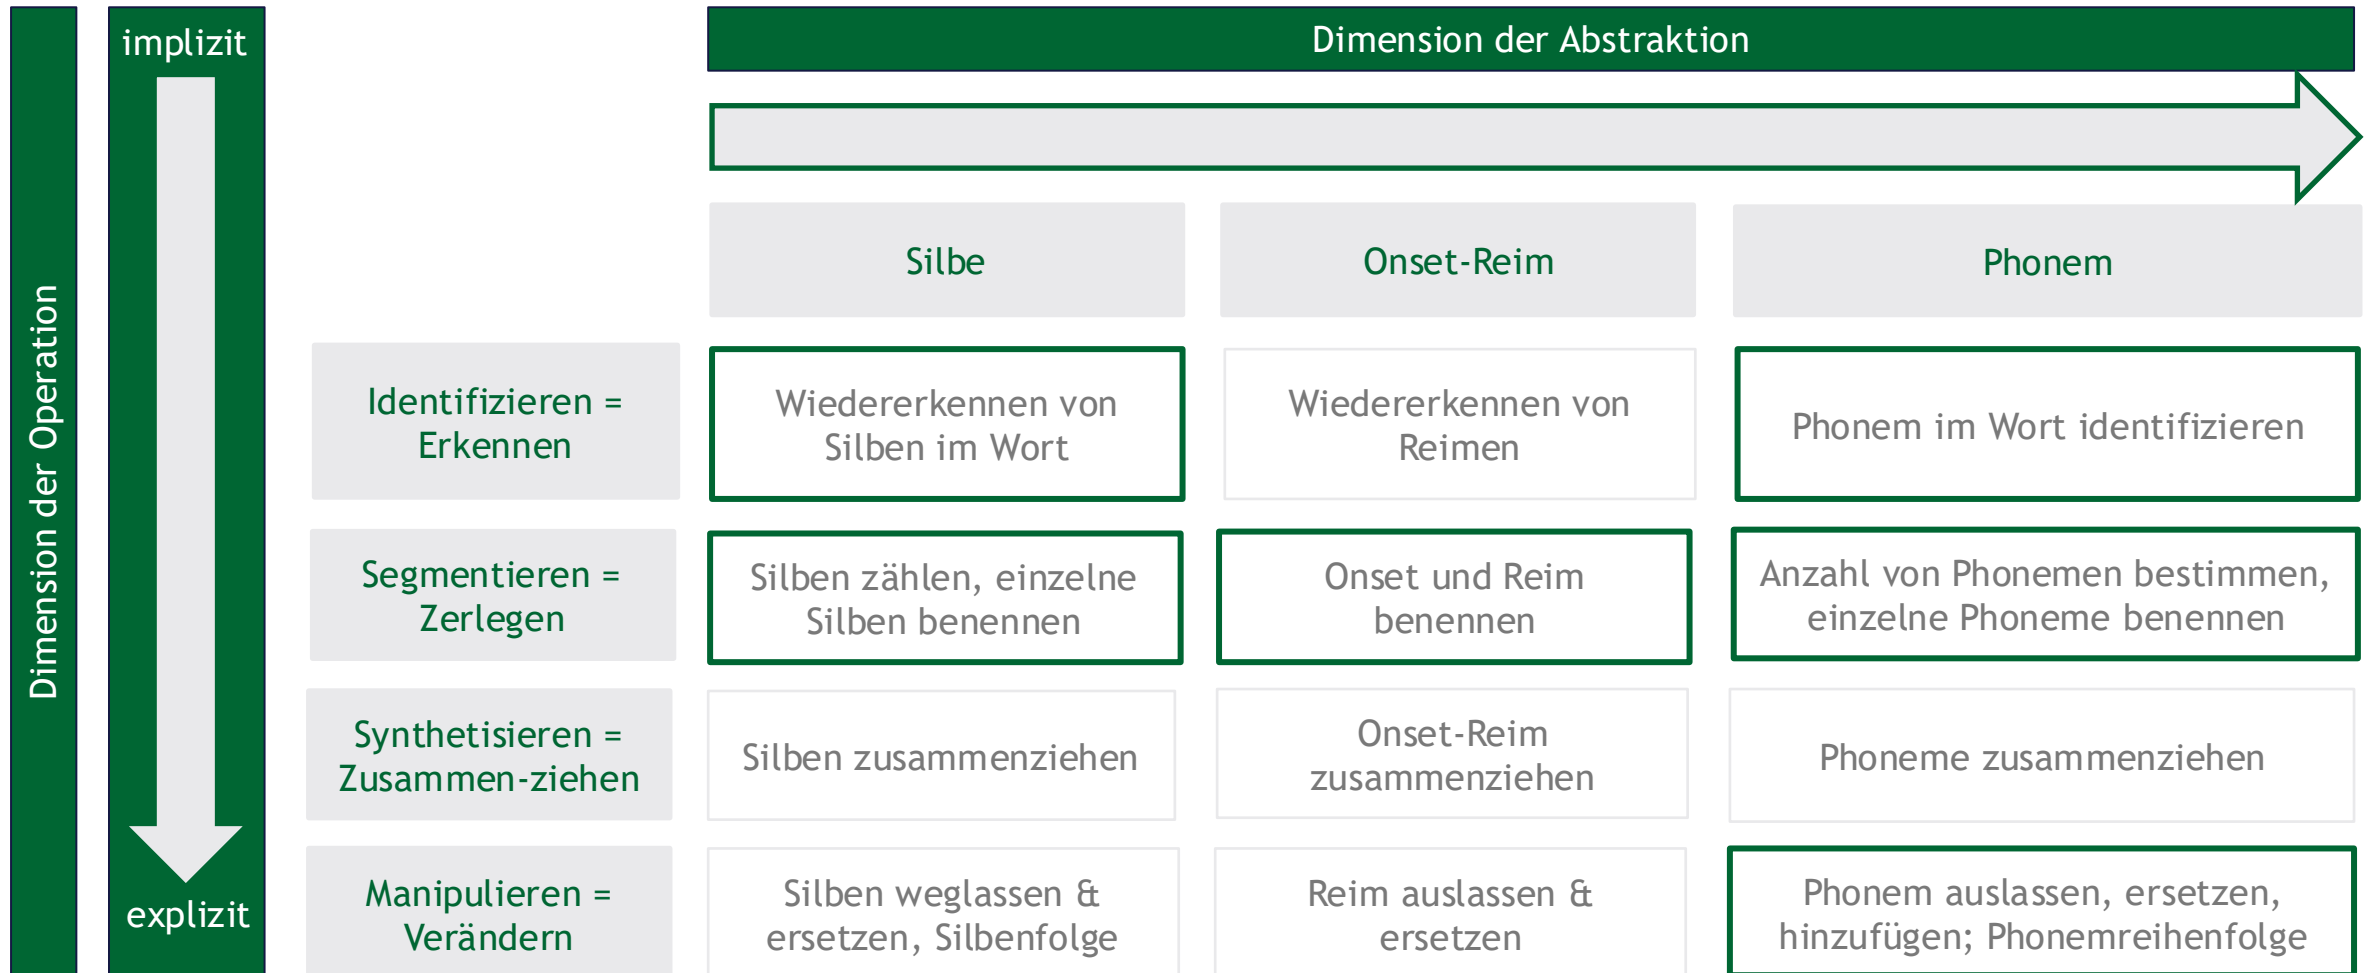 implizit
Dimension der Abstraktion
Dimension der Operation
Silbe
Onset-Reim
Phonem
Identifizieren =
Erkennen
Wiedererkennen von
Silben im Wort
Wiedererkennen von
Reimen
Phonem im Wort identifizieren
Segmentieren =
Zerlegen
Silben zählen, einzelne
Silben benennen
Onset und Reim
benennen
Anzahl von Phonemen bestimmen,
einzelne Phoneme benennen
Synthetisieren =
Zusammen-ziehen
Silben zusammenziehen
Onset-Reim
zusammenziehen
Phoneme zusammenziehen
explizit
Manipulieren =
Verändern
Silben weglassen &
ersetzen, Silbenfolge
Reim auslassen &
ersetzen
Phonem auslassen, ersetzen,
hinzufügen; Phonemreihenfolge